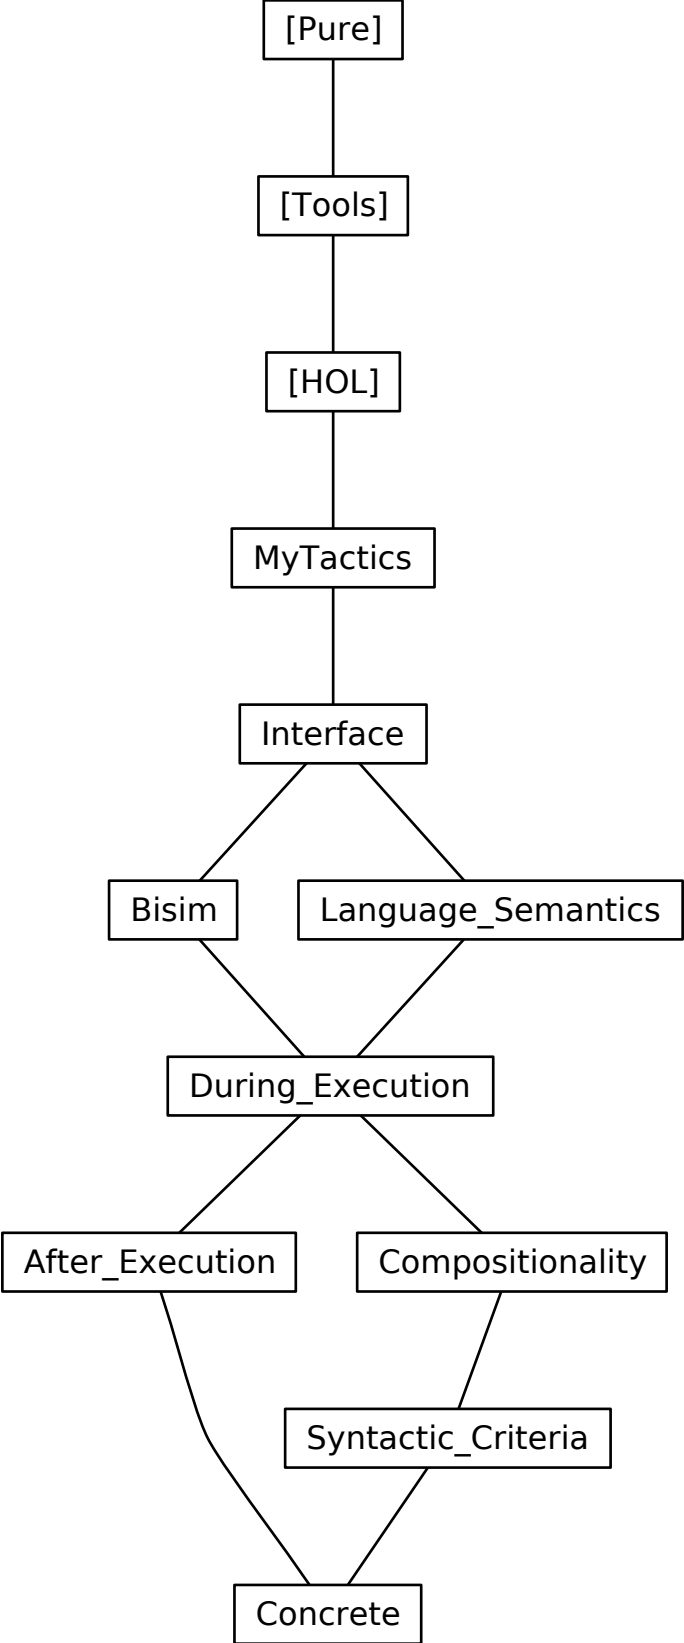 [Pure]
[Tools]
[HOL]
MyTactics
Interface
Bisim
Language_Semantics
During_Execution
After_Execution
Compositionality
Syntactic_Criteria
Concrete